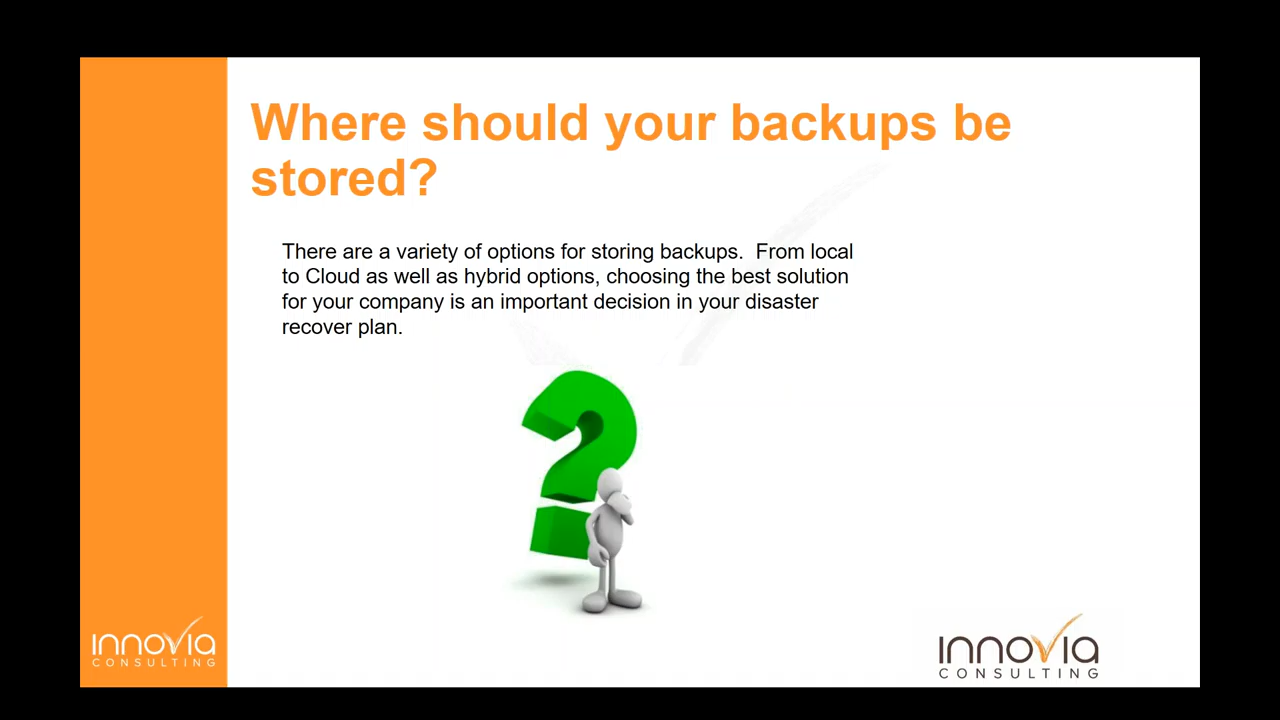 Where should your backups be
stored?
There are a variety of options for storing backups.  From local
to Cloud as well as hybrid options, choosing the best solution
for your company is an important decision in your disaster
recover plan.
INNOVIA
CONSULTING
INNOVIA
CONSULTING